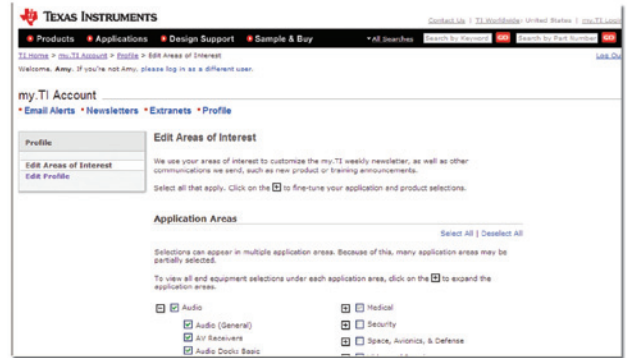 TEXAS INSTRUMENTS
Contact Us | TI Worldwide: United States | my.TI Login
Products Applications Design Support Sample & Buy All Searches Search by Keyword GO Search by Part Number GO
TI Home > my.TI Account > Profile > Edit Areas of Interest
Log Ou
Welcome, Amy. If you're not Amy, please log in as a different user.
my.TI Account
Email Alerts Newsletters Extranets Profile
Profile
Edit Areas of Interest
Edit Profile
Edit Areas of Interest
We use your areas of interest to customize the my.TI weekly newsletter, as well as other
communications we send, such as new product or training announcements.
Select all that apply. Click on the + to fine-tune your application and product selections.
Application Areas
Select All | Deselect All
Selections can appear in multiple application areas. Because of this, many application areas may be
partially selected.
To view all end equipment selections under each application area, click on the + to expand the
application areas.
Audio
Audio (General)
AV Receivers
Audio Docks Basic
Medical
Security
Space, Avionics, & Defense